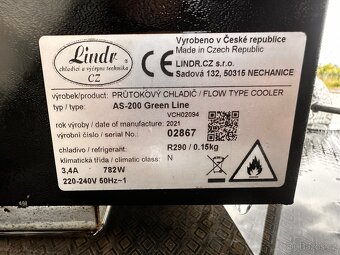 Lindr
chladicí a výčepní technika
CZ
Vyrobeno v České republice
Made in Czech Republic
LINDR.CZ s.r.o.
Sadová 132, 50315 NECHANICE
výrobek/product: PRŮTOKOVÝ CHLADIČ / FLOW TYPE COOLER
typ / type: AS-200 Green Line
VCH02094
rok výroby / date of manufacture: 2021
výrobní číslo / serial No.: 02867
chladivo / refrigerant: R290 / 0.15kg
klimatická třída / climatic class: N
3,4A 782W
220-240V 50Hz~1
CE